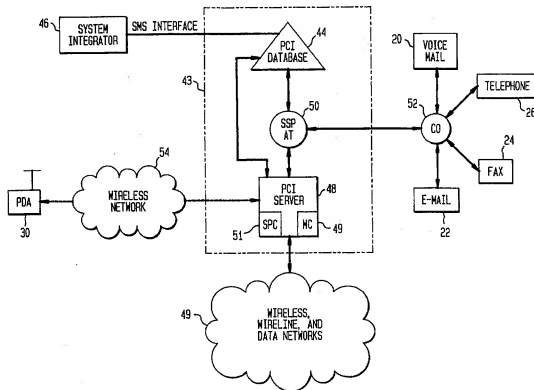 46
SYSTEM
INTEGRATOR
SMS INTERFACE
43
PCI
DATABASE
44
20
VOICE
MAIL
TELEPHONE
26
50
SSP
AT
52
CO
24
FAX
E-MAIL
22
54
WIRELESS
NETWORK
PDA
30
PCI
SERVER
48
51
SPC
MC
49
49
WIRELESS,
WIRELINE, AND
DATA NETWORKS